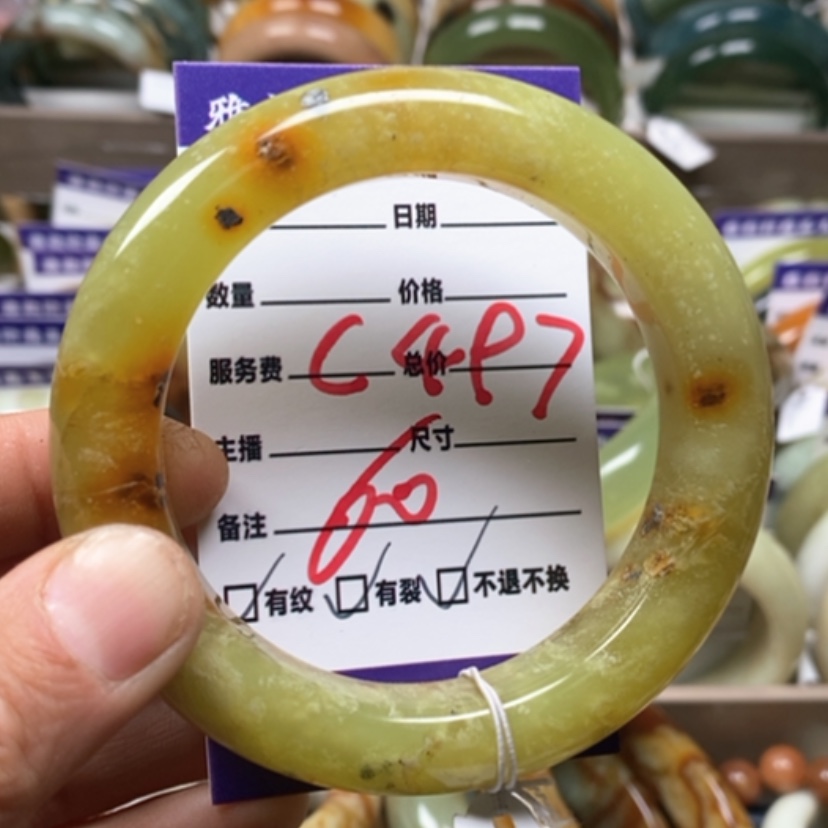 雅
日期
数量 价格
服务费 总价
主播 尺寸
60
备注
有纹 有裂 不退不换